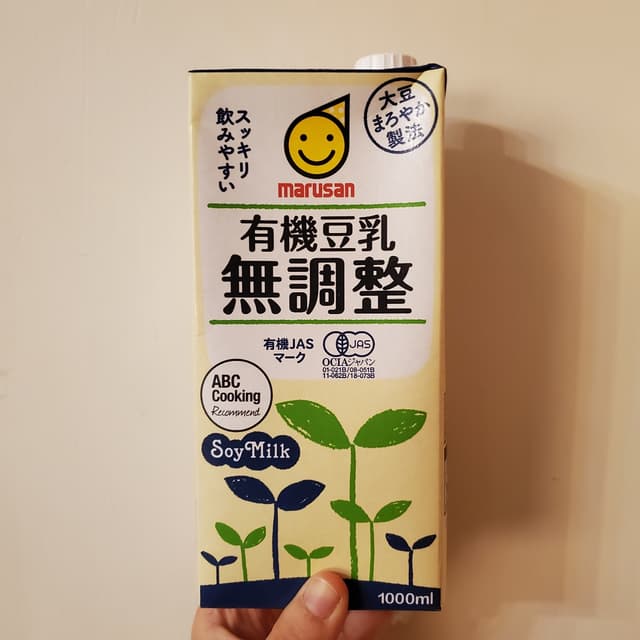 スッキリ
飲みやすい
marusan
大豆
まろやか
製法
有機豆乳
無調整
有機JAS
マーク
JAS
OCIAジャパン
01-021B/08-051B
11-062B/18-073B
ABC
Cooking
Recommend
Soy Milk
1000ml